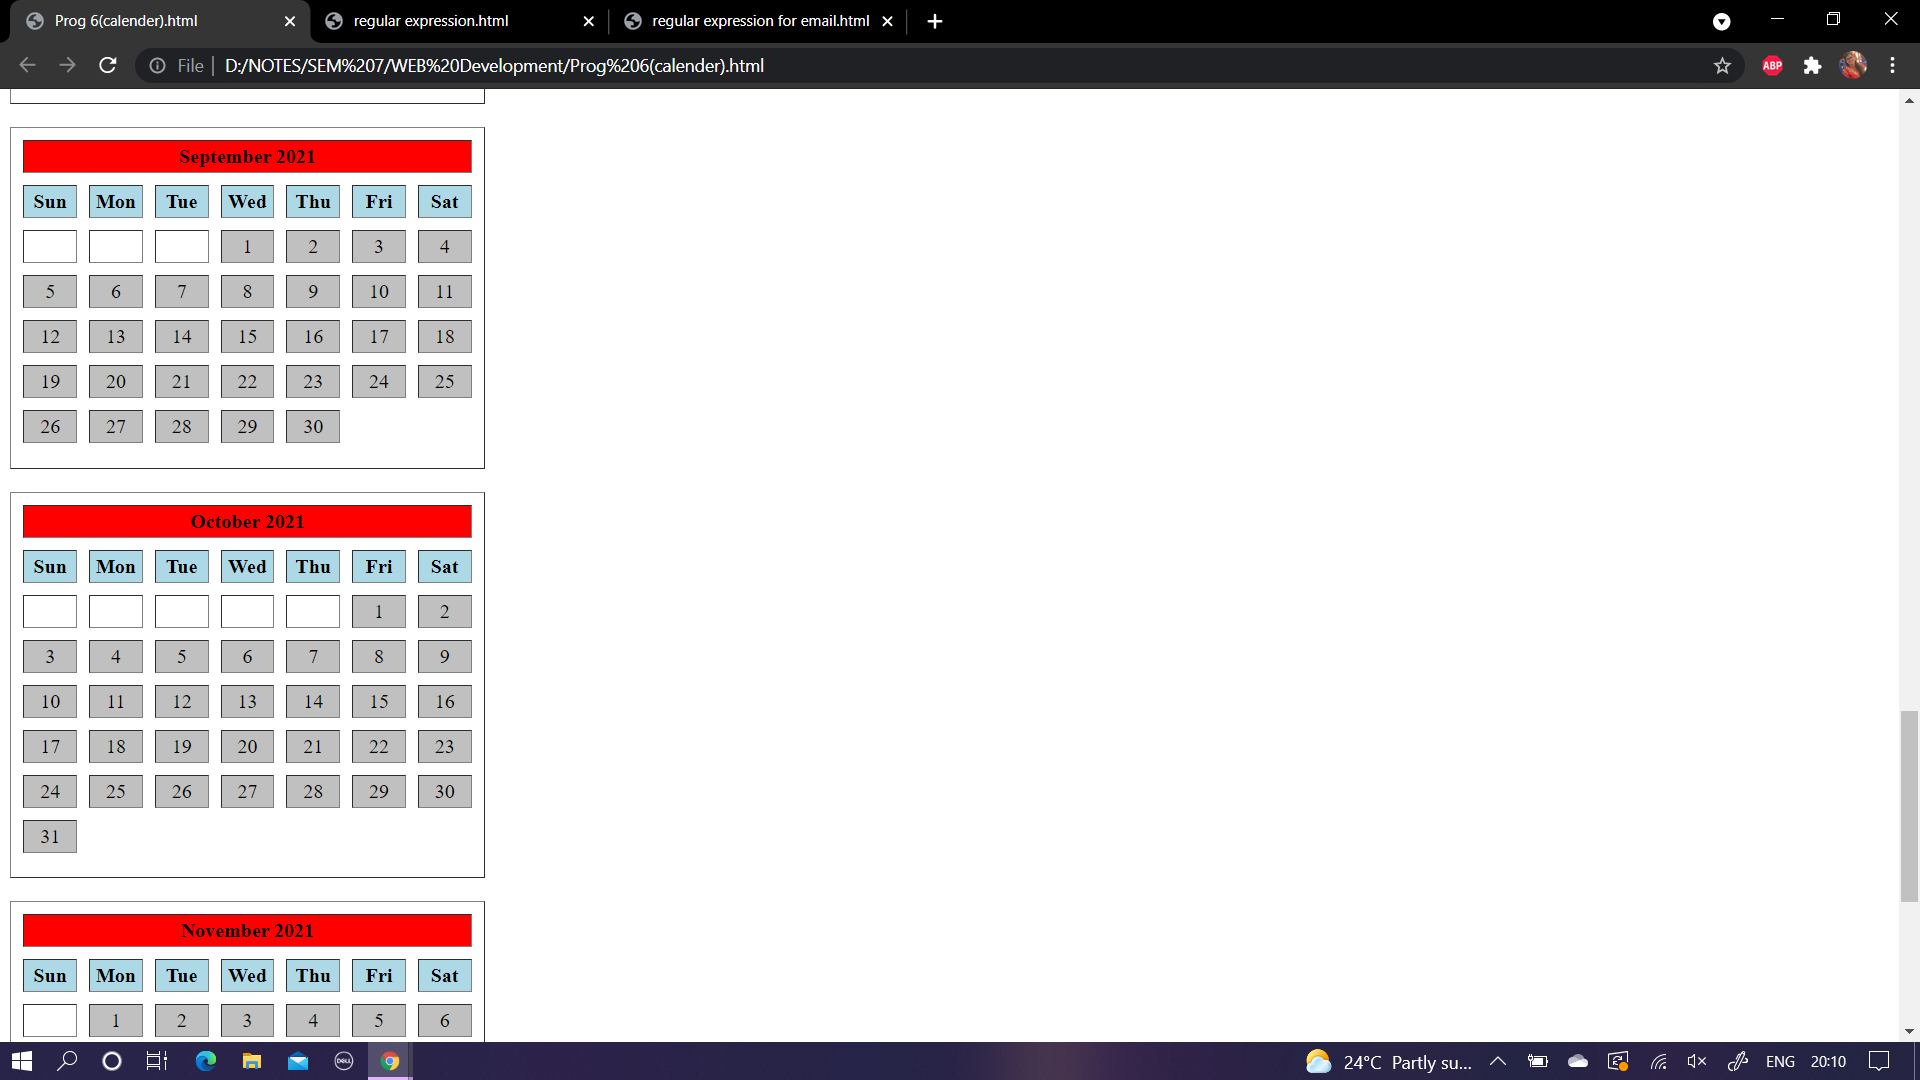 Prog 6(calender).html
regular expression.html
regular expression for email.html
File
D:/NOTES/SEM%207/WEB%20Development/Prog%206(calender).html
ABP
September 2021
Sun Mon Tue Wed Thu Fri Sat
1 2 3 4
5 6 7 8 9 10 11
12 13 14 15 16 17 18
19 20 21 22 23 24 25
26 27 28 29 30
October 2021
Sun Mon Tue Wed Thu Fri Sat
1 2
3 4 5 6 7 8 9
10 11 12 13 14 15 16
17 18 19 20 21 22 23
24 25 26 27 28 29 30
31
November 2021
Sun Mon Tue Wed Thu Fri Sat
1 2 3 4 5 6
DELL
24°C Partly su...
ENG
20:10